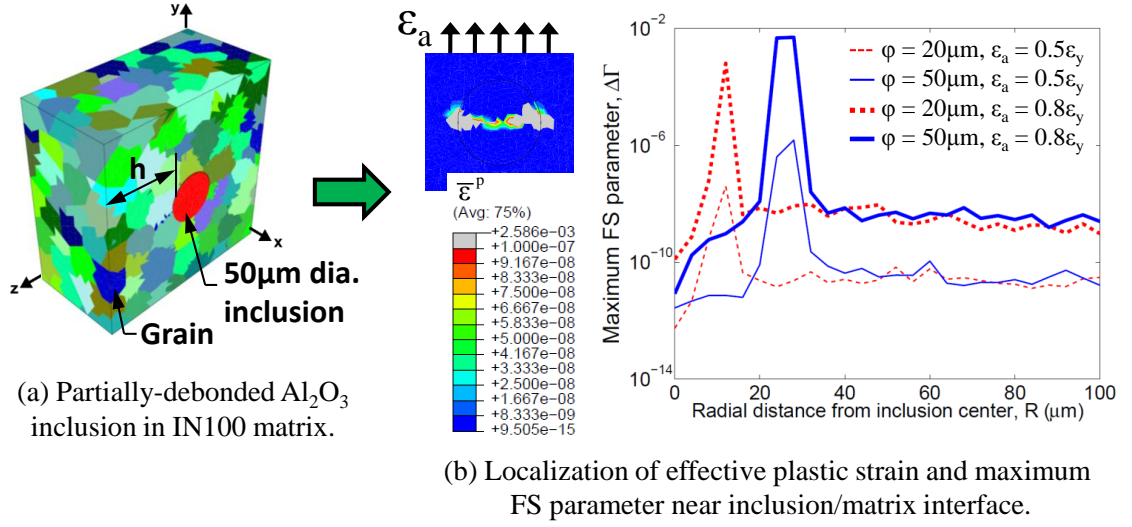 y
h
x
z
50μm dia.
inclusion
Grain
(a) Partially-debonded Al₂O₃
inclusion in IN100 matrix.
εₐ
ε̅ᵖ
(Avg: 75%)
+2.586e-03
+1.000e-07
+9.167e-08
+8.333e-08
+7.500e-08
+6.667e-08
+5.833e-08
+5.000e-08
+4.167e-08
+3.333e-08
+2.500e-08
+1.667e-08
+8.333e-09
+9.505e-15
Maximum FS parameter, ΔΓ
10⁻²
10⁻⁶
10⁻¹⁰
10⁻¹⁴
φ = 20μm, εₐ = 0.5εᵧ
φ = 50μm, εₐ = 0.5εᵧ
φ = 20μm, εₐ = 0.8εᵧ
φ = 50μm, εₐ = 0.8εᵧ
0 20 40 60 80 100
Radial distance from inclusion center, R (μm)
(b) Localization of effective plastic strain and maximum
FS parameter near inclusion/matrix interface.